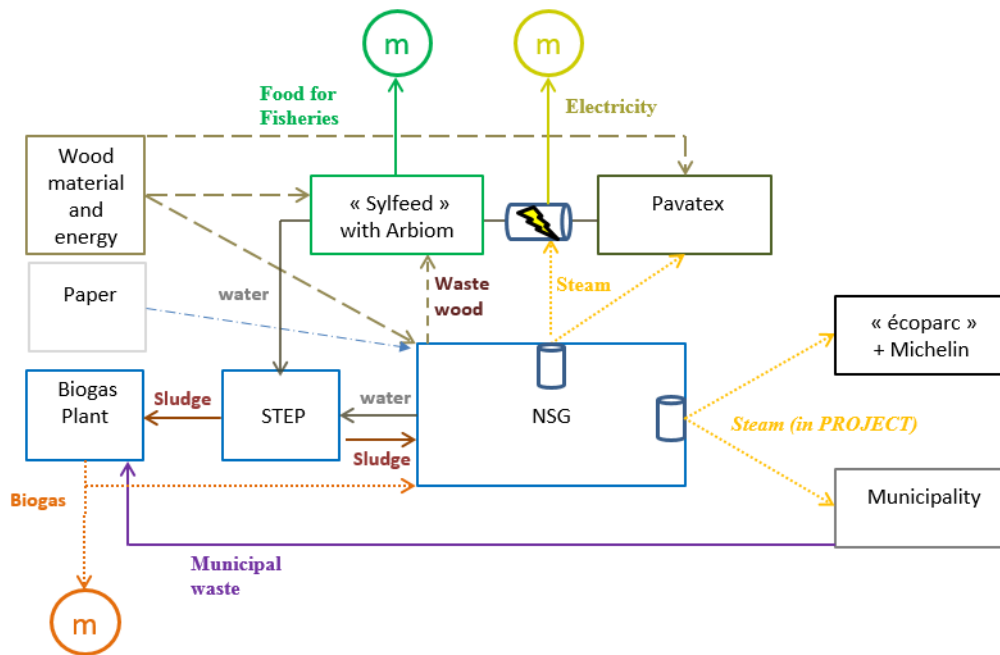 m
m
Food for
Fisheries
Electricity
Wood
material
and
energy
« Sylfeed »
with Arbiom
Pavatex
Paper
water
Waste
wood
Steam
« écoparc »
+ Michelin
Biogas
Plant
Sludge
STEP
water
Sludge
NSG
Steam (in PROJECT)
Municipality
Biogas
Municipal
waste
m